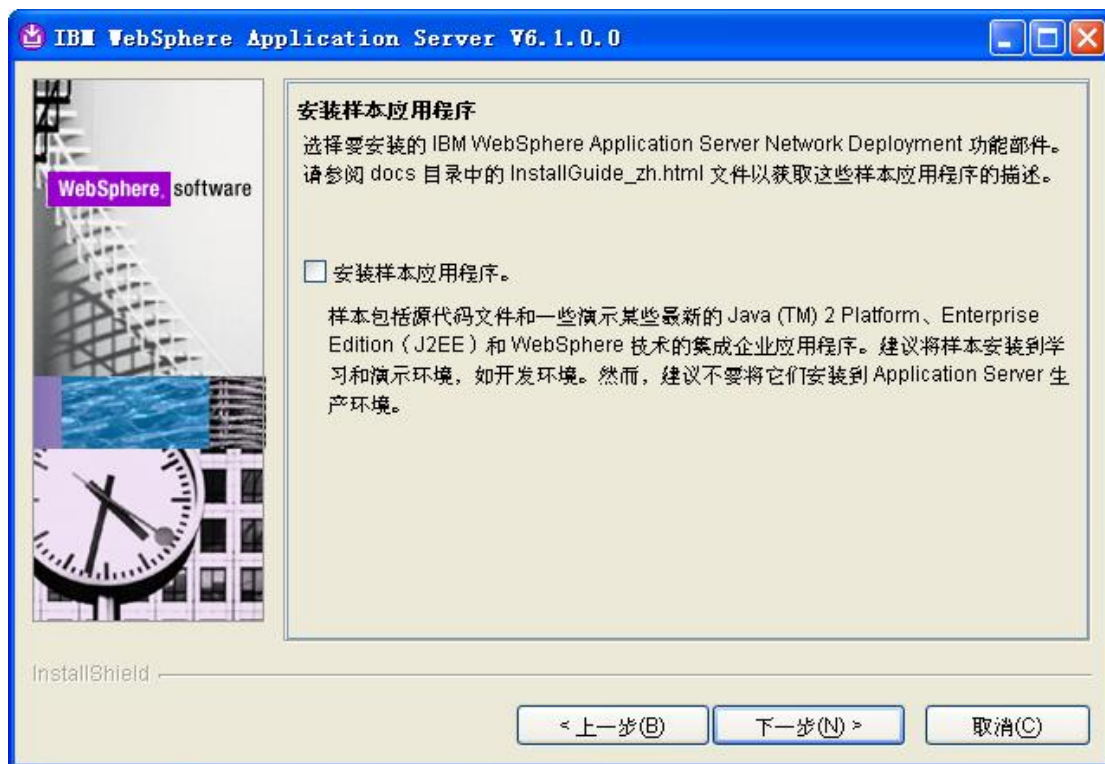 IBM WebSphere Application Server V6.1.0.0
WebSphere. software
安装样本应用程序
选择要安装的 IBM WebSphere Application Server Network Deployment 功能部件。
请参阅 docs 目录中的 InstallGuide_zh.html 文件以获取这些样本应用程序的描述。
安装样本应用程序。
样本包括源代码文件和一些演示某些最新的 Java (TM) 2 Platform、Enterprise
Edition（J2EE）和 WebSphere 技术的集成企业应用程序。建议将样本安装到学
习和演示环境，如开发环境。然而，建议不要将它们安装到 Application Server 生
产环境。
InstallShield
< 上一步(B)
下一步(N) >
取消(C)